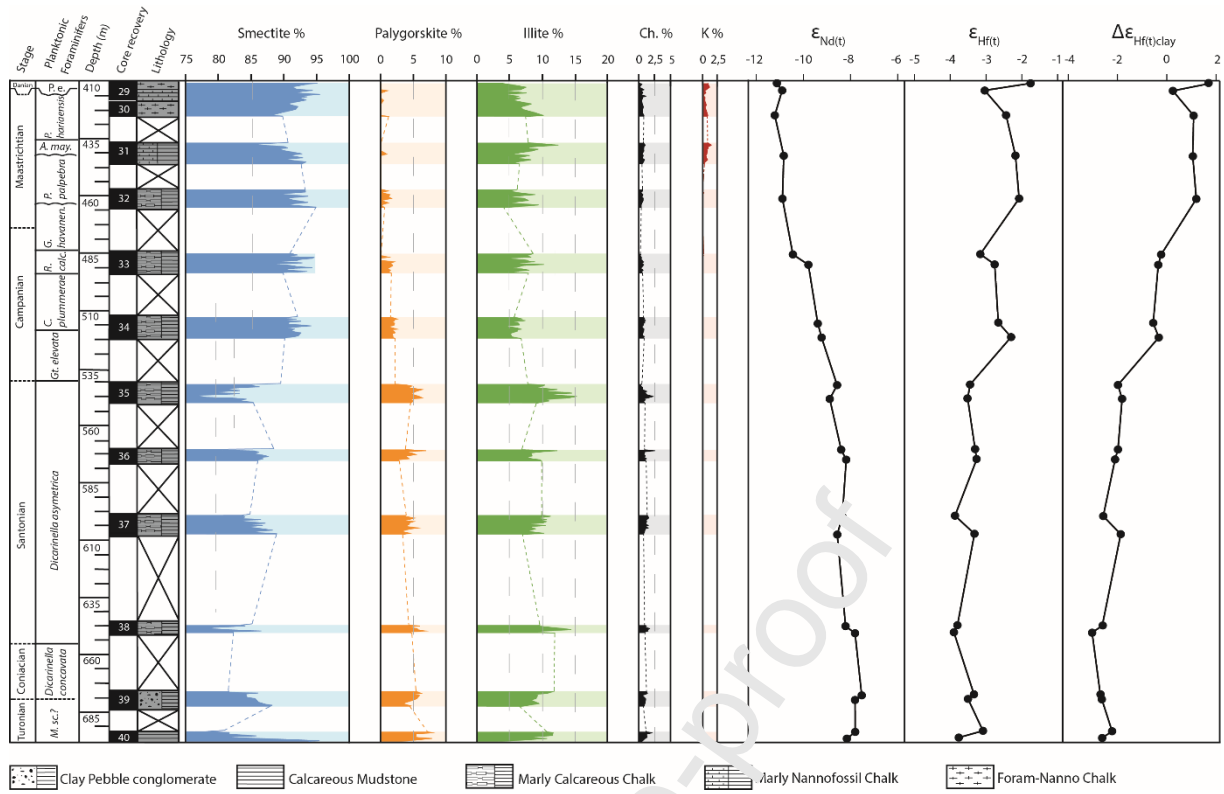 Stage
Planktonic Foraminifers
Depth (m)
Core recovery
Lithology
Smectite %
75 80 85 90 95 100
Palygorskite %
0 5 10
Illite %
0 5 10 15 20
Ch. %
0 2,5 5
K %
0 2.5
εNd(t)
-12 -10 -8 -6
εHf(t)
-5 -4 -3 -2 -1
ΔεHf(t)clay
-4 -1 0 1 2
Danian
Maastrichtian
Campanian
Santonian
Coniacian
Turonian
P. e.
P. hariaensis
A. may.
P. palpebra
G. havanen.
R. calc.
C. plummerae
Gt. elevata
Dicarinella asymetrica
Dicarinella concavata
M. sc.?
410
435
460
485
510
535
560
585
610
635
660
685
29
30
31
32
33
34
35
36
37
38
39
40
-proof
Clay Pebble conglomerate
Calcareous Mudstone
Marly Calcareous Chalk
Marly Nannofossil Chalk
Foram-Nanno Chalk